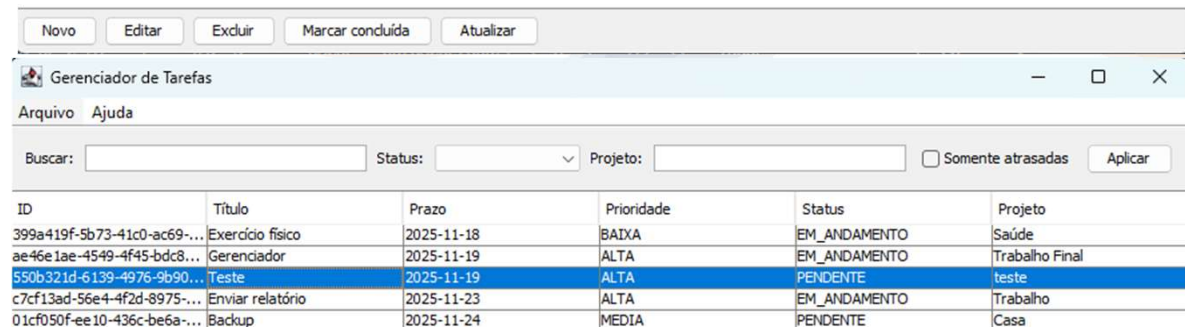 Novo Editar Excluir Marcar concluída Atualizar
Gerenciador de Tarefas
Arquivo Ajuda
Buscar: Status: Projeto: Somente atrasadas Aplicar
ID Título Prazo Prioridade Status Projeto
399a419f-5b73-41c0-ac69-... Exercício físico 2025-11-18 BAIXA EM_ANDAMENTO Saúde
ae46e1ae-4549-4f45-bdc8... Gerenciador 2025-11-19 ALTA EM_ANDAMENTO Trabalho Final
550b321d-6139-4976-9b90... Teste 2025-11-19 ALTA PENDENTE teste
c7cf13ad-56e4-4f2d-8975-... Enviar relatório 2025-11-23 ALTA EM_ANDAMENTO Trabalho
01cf050f-ee10-436c-be6a-... Backup 2025-11-24 MEDIA PENDENTE Casa